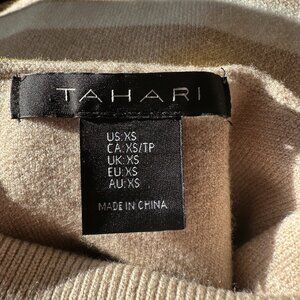 TAHARI
US:XS
CA:XS/TP
UK:XS
EU:XS
AU:XS
MADE IN CHINA